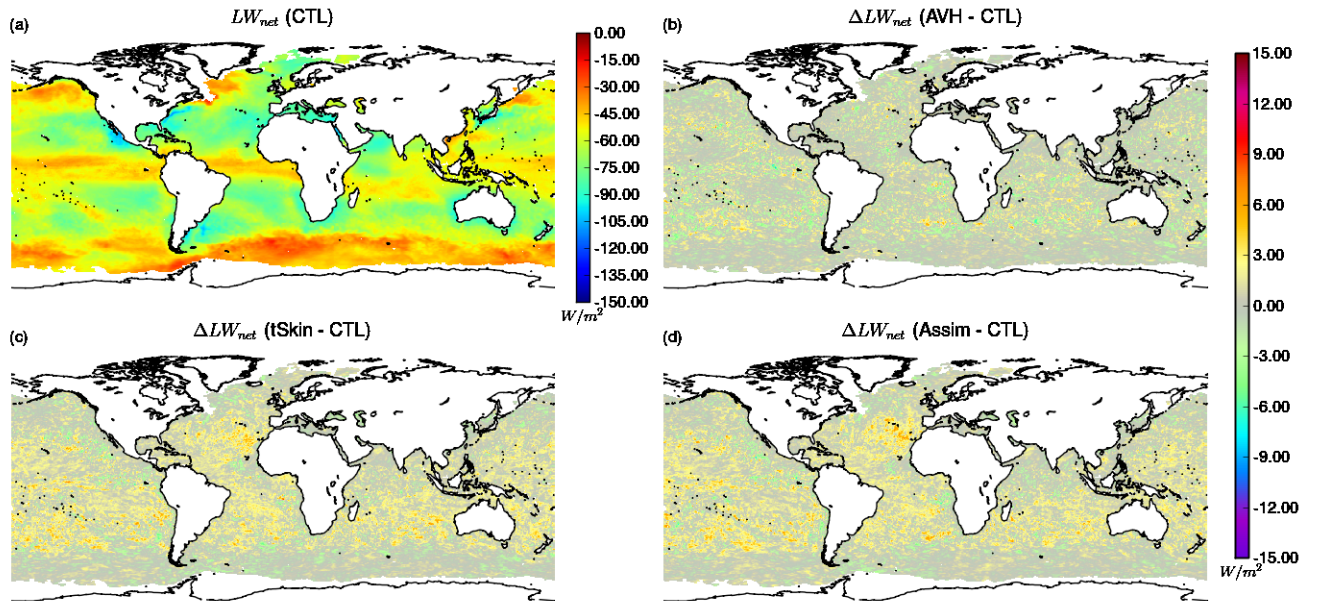 (a)
LW_net (CTL)
0.00
-15.00
-30.00
-45.00
-60.00
-75.00
-90.00
-105.00
-120.00
-135.00
-150.00
W/m²
(b)
ΔLW_net (AVH - CTL)
15.00
12.00
9.00
6.00
3.00
0.00
-3.00
-6.00
-9.00
-12.00
-15.00
W/m²
(c)
ΔLW_net (tSkin - CTL)
(d)
ΔLW_net (Assim - CTL)